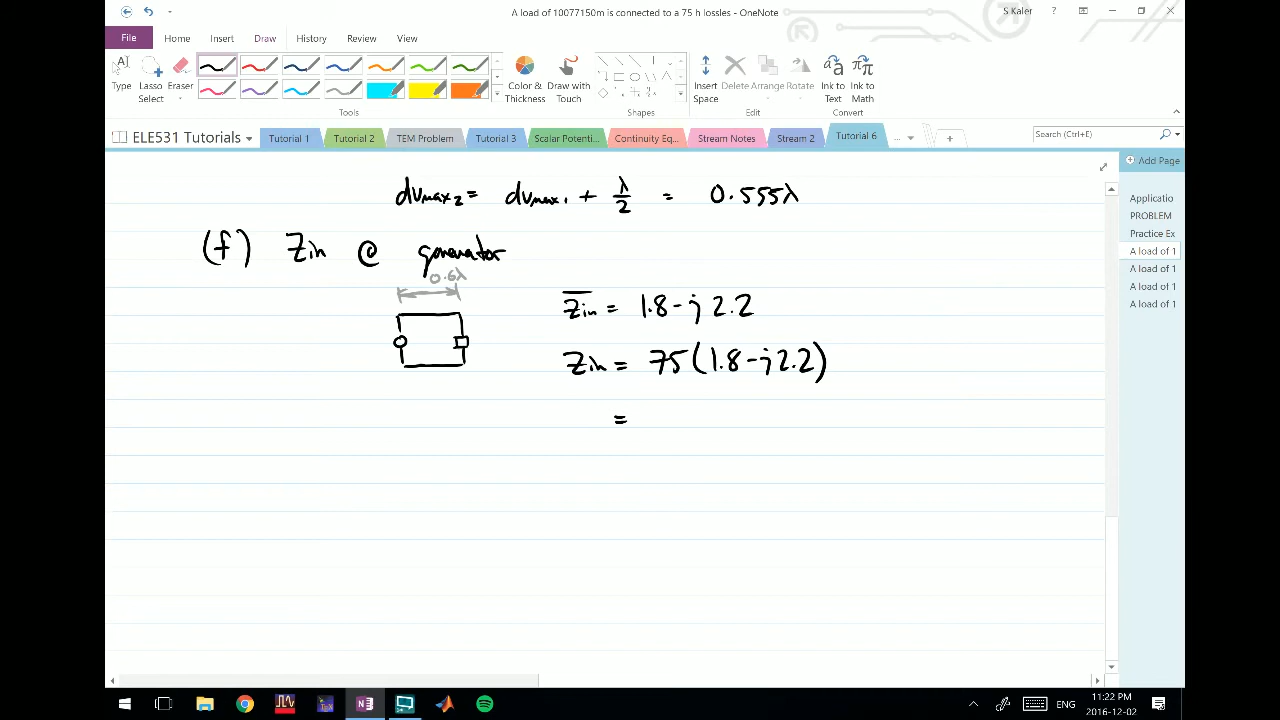 A load of 10077150m is connected to a 75 h lossles - OneNote
S Kaler
File Home Insert Draw History Review View
Type
Lasso Select
Eraser
Color & Thickness
Draw with Touch
Insert Space
Delete
Arrange
Rotate
Ink to Text
Ink to Math
Tools
Shapes
Edit
Convert
ELE531 Tutorials
Tutorial 1
Tutorial 2
TEM Problem
Tutorial 3
Scalar Potenti...
Continuity Eq...
Stream Notes
Stream 2
Tutorial 6
...
Search (Ctrl+E)
Add Page
Applicatio
PROBLEM
Practice Ex
A load of 1
A load of 1
A load of 1
A load of 1
dvmax2 = dvmax1 + λ/2 = 0.555λ
(f) Zin @ generator
0.6λ
z̅in = 1.8 - j 2.2
Zin = 75(1.8 - j2.2)
=
ENG
11:22 PM
2016-12-02